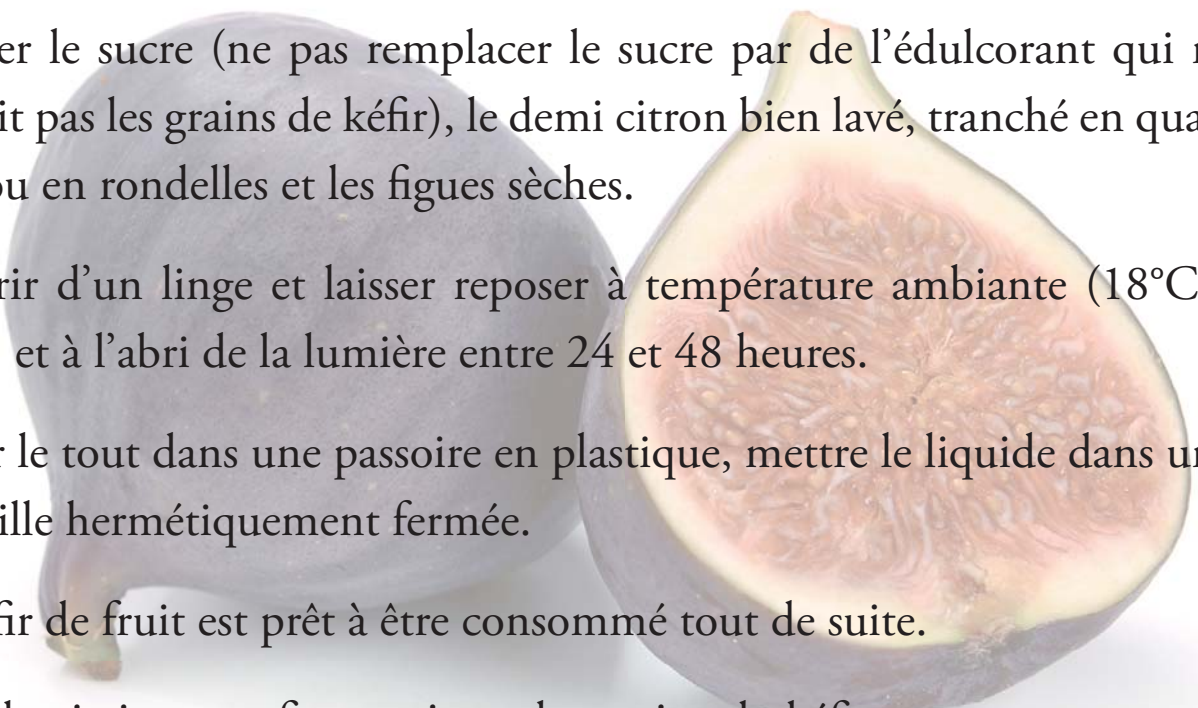 er le sucre (ne pas remplacer le sucre par de l’édulcorant qui
it pas les grains de kéfir), le demi citron bien lavé, tranché en qua
ou en rondelles et les figues sèches.
rir d’un linge et laisser reposer à température ambiante (18°C
et à l’abri de la lumière entre 24 et 48 heures.
r le tout dans une passoire en plastique, mettre le liquide dans un
ille hermétiquement fermée.
fir de fruit est prêt à être consommé tout de suite.